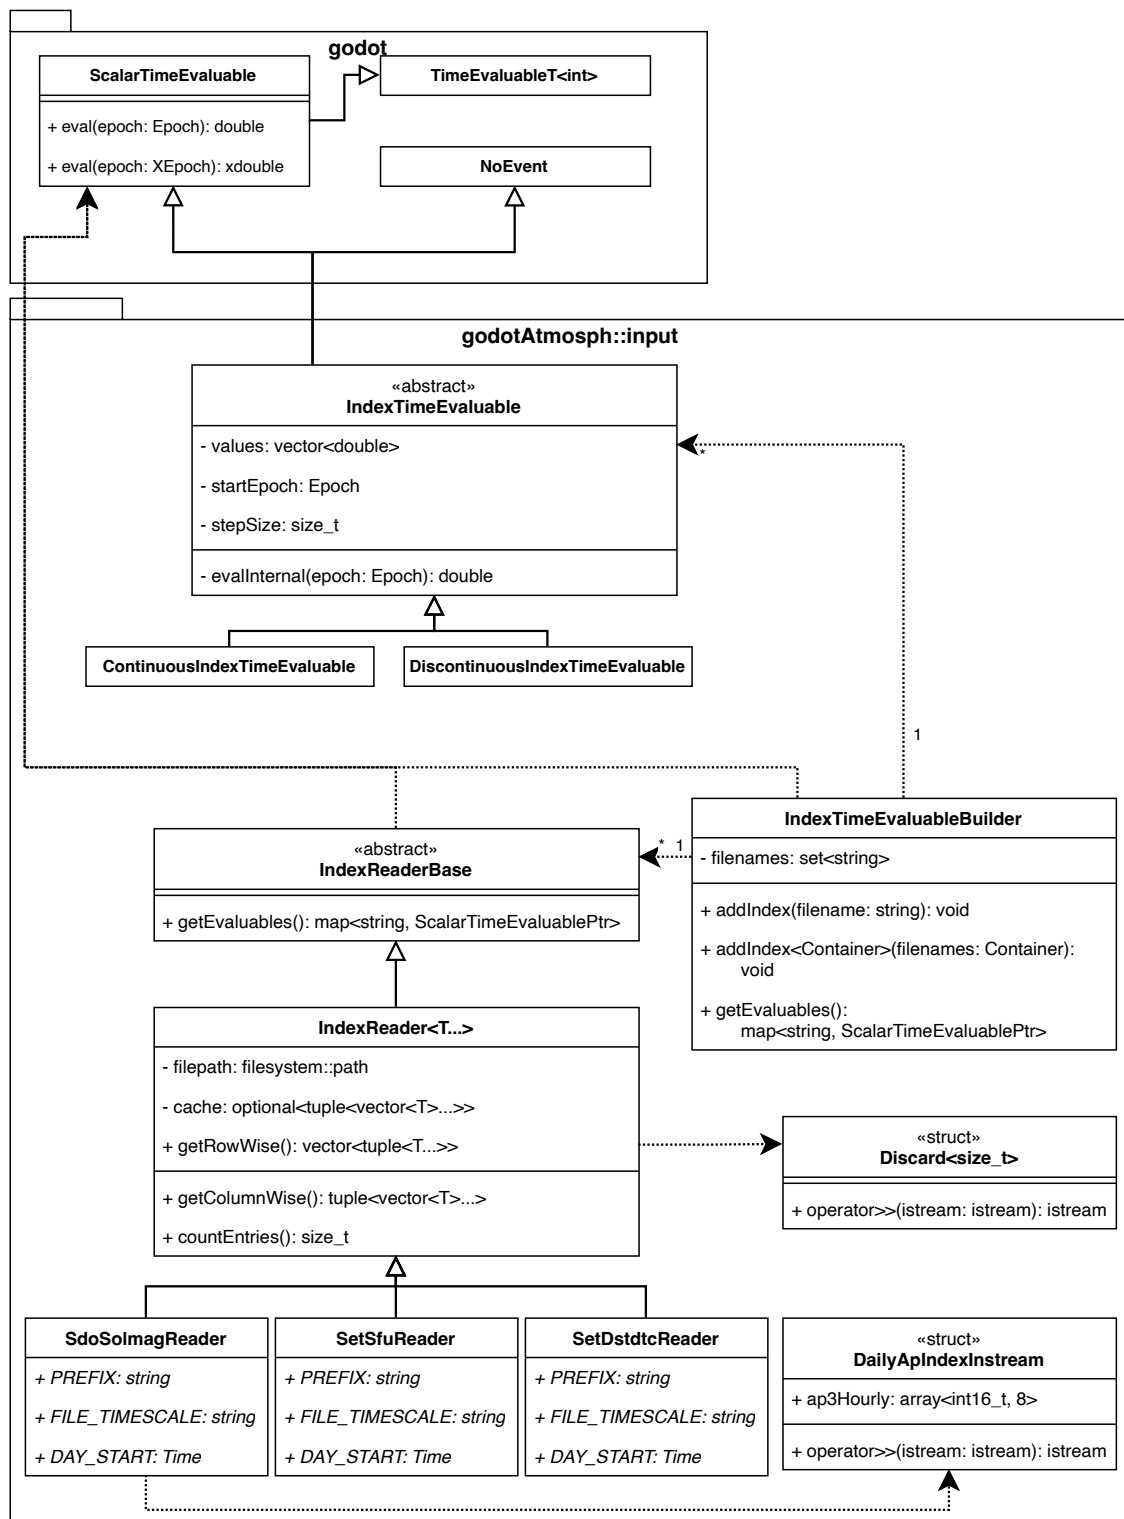 godot
ScalarTimeEvaluable
+ eval(epoch: Epoch): double
+ eval(epoch: XEpoch): xdouble
TimeEvaluableT<int>
NoEvent
godotAtmosph::input
«abstract»
IndexTimeEvaluable
- values: vector<double>
- startEpoch: Epoch
- stepSize: size_t
- evalInternal(epoch: Epoch): double
*
ContinuousIndexTimeEvaluable
DiscontinuousIndexTimeEvaluable
1
IndexTimeEvaluableBuilder
- filenames: set<string>
+ addIndex(filename: string): void
+ addIndex<Container>(filenames: Container):
void
+ getEvaluables():
map<string, ScalarTimeEvaluablePtr>
* 1
«abstract»
IndexReaderBase
+ getEvaluables(): map<string, ScalarTimeEvaluablePtr>
IndexReader<T...>
- filepath: filesystem::path
- cache: optional<tuple<vector<T>...>>
+ getRowWise(): vector<tuple<T...>>
+ getColumnWise(): tuple<vector<T>...>
+ countEntries(): size_t
«struct»
Discard<size_t>
+ operator>>(istream: istream): istream
SdoSolmagReader
+ PREFIX: string
+ FILE_TIMESCALE: string
+ DAY_START: Time
SetSfuReader
+ PREFIX: string
+ FILE_TIMESCALE: string
+ DAY_START: Time
SetDstdtcReader
+ PREFIX: string
+ FILE_TIMESCALE: string
+ DAY_START: Time
«struct»
DailyApIndexInstream
+ ap3Hourly: array<int16_t, 8>
+ operator>>(istream: istream): istream